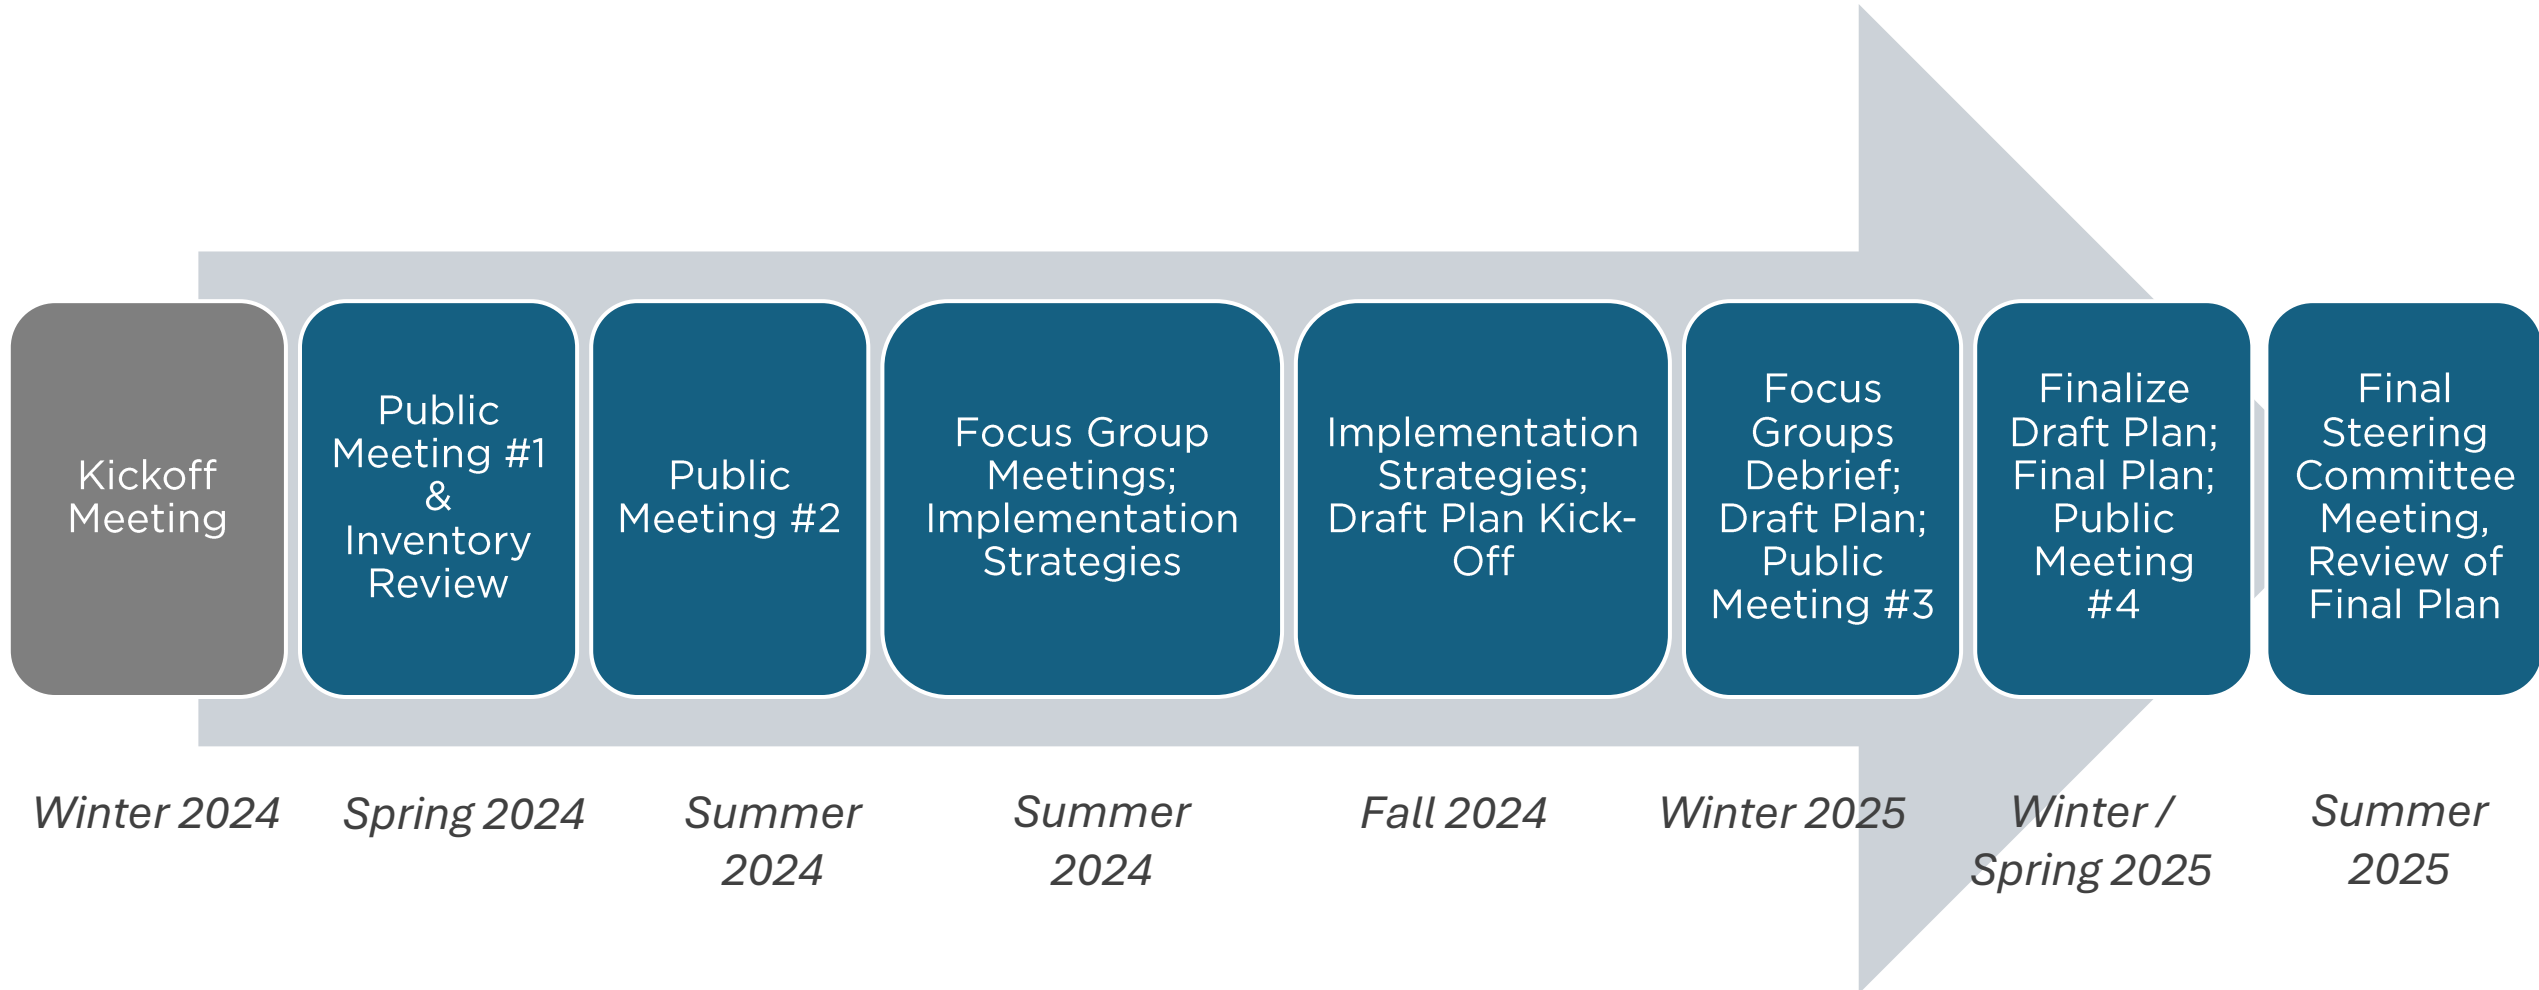 Kickoff
Meeting
Public
Meeting #1
&
Inventory
Review
Public
Meeting #2
Focus Group
Meetings;
Implementation
Strategies
Implementation
Strategies;
Draft Plan Kick-
Off
Focus
Groups
Debrief;
Draft Plan;
Public
Meeting #3
Finalize
Draft Plan;
Final Plan;
Public
Meeting
#4
Final
Steering
Committee
Meeting,
Review of
Final Plan
Winter 2024
Spring 2024
Summer
2024
Summer
2024
Fall 2024
Winter 2025
Winter /
Spring 2025
Summer
2025